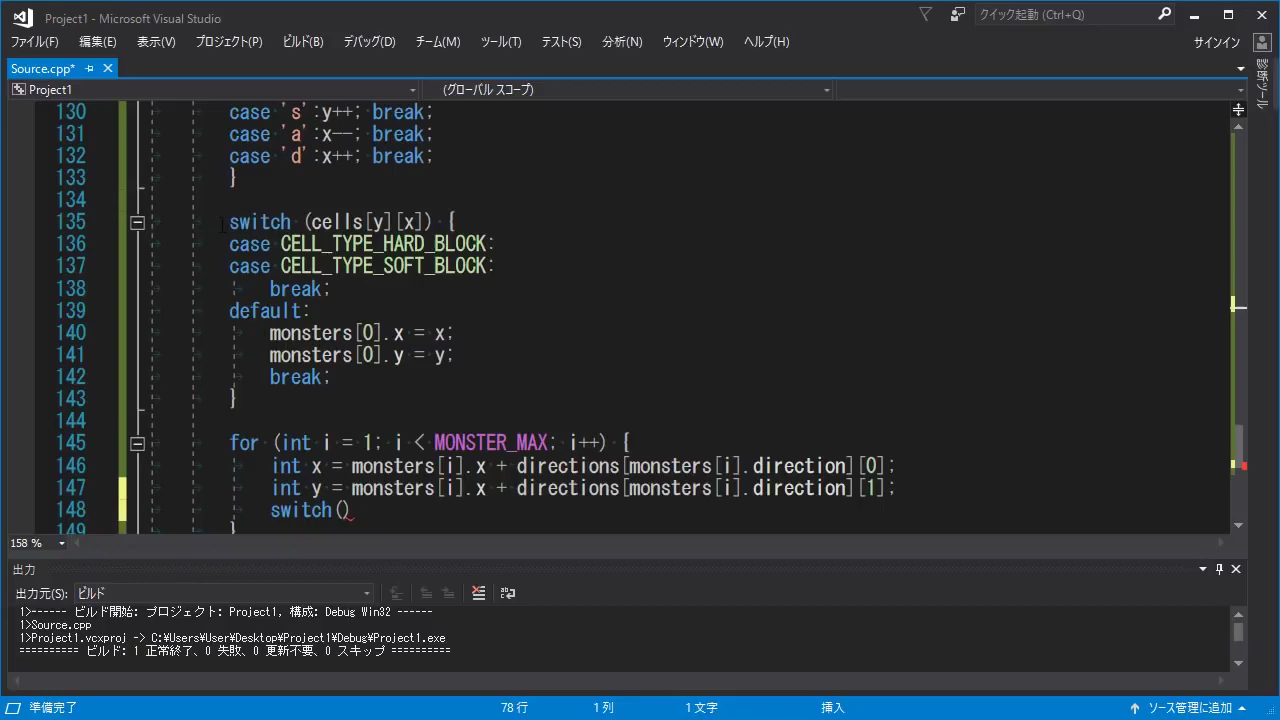 Project1 - Microsoft Visual Studio
クイック起動 (Ctrl+Q)
ファイル(F) 編集(E) 表示(V) プロジェクト(P) ビルド(B) デバッグ(D) チーム(M) ツール(T) テスト(S) 分析(N) ウィンドウ(W) ヘルプ(H)
サインイン
Source.cpp*
診断ツール
Project1
(グローバル スコープ)
130 case 's':y++; break;
131 case 'a':x--; break;
132 case 'd':x++; break;
133 }
134
135 switch (cells[y][x]) {
136 case CELL_TYPE_HARD_BLOCK:
137 case CELL_TYPE_SOFT_BLOCK:
138 break;
139 default:
140 monsters[0].x = x;
141 monsters[0].y = y;
142 break;
143 }
144
145 for (int i = 1; i < MONSTER_MAX; i++) {
146 int x = monsters[i].x + directions[monsters[i].direction][0];
147 int y = monsters[i].x + directions[monsters[i].direction][1];
148 switch()
149 }
158 %
出力
出力元(S): ビルド
1>------ ビルド開始: プロジェクト: Project1, 構成: Debug Win32 ------
1>Source.cpp
1>Project1.vcxproj -> C:¥Users¥User¥Desktop¥Project1¥Debug¥Project1.exe
========== ビルド: 1 正常終了、0 失敗、0 更新不要、0 スキップ ==========
準備完了
78 行
1 列
1 文字
挿入
ソース管理に追加